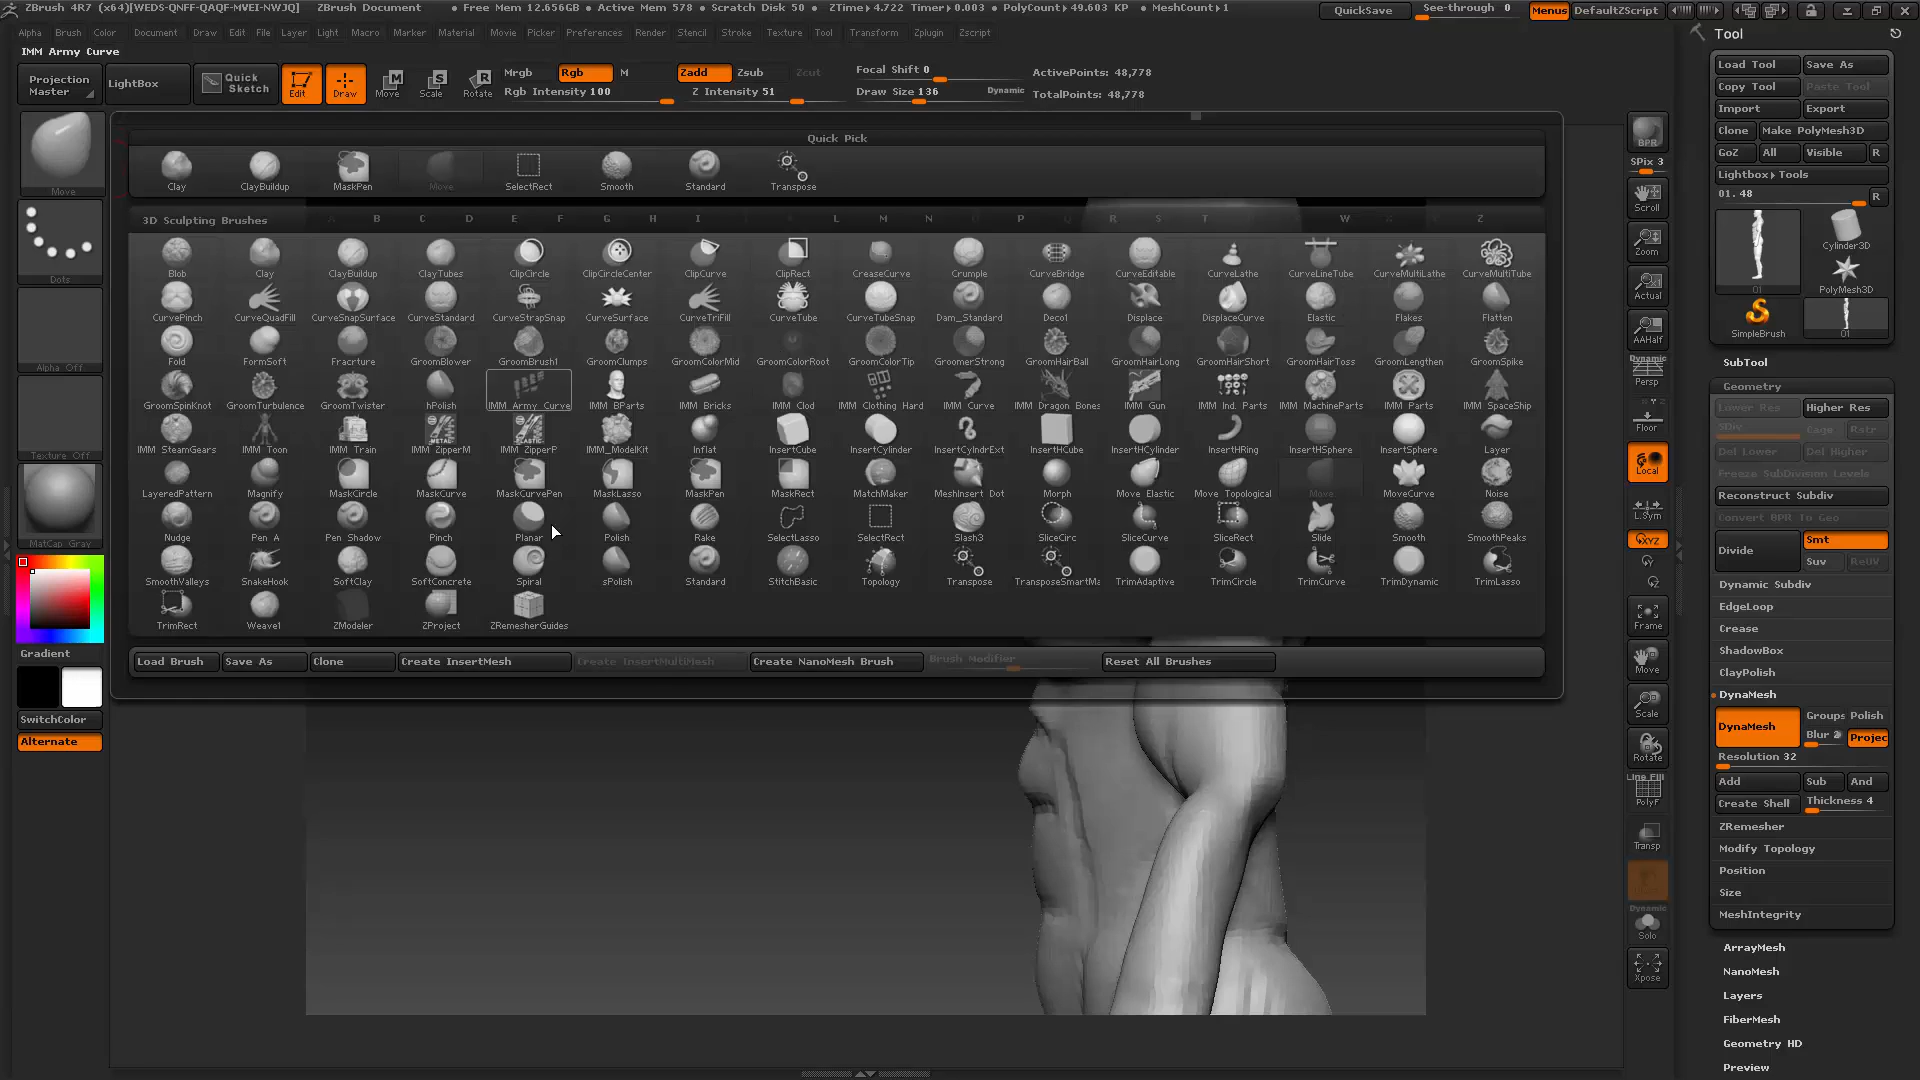 ZBrush 4R7 (x64)[WEDS-QNFF-QAQF-MVEI-NWJQ] ZBrush Document • Free Mem 12.656GB • Active Mem 578 • Scratch Disk 50 • ZTime▸4.722 Timer▸0.003 • PolyCount▸49.603 KP • MeshCount▸1 QuickSave See-through 0 Menus DefaultZScript
Alpha Brush Color Document Draw Edit File Layer Light Macro Marker Material Movie Picker Preferences Render Stencil Stroke Texture Tool Transform Zplugin Zscript
IMM Army Curve
Projection Master LightBox Quick Sketch Edit Draw Move Scale Rotate
Mrgb Rgb M Zadd Zsub Zcut Focal Shift 0 ActivePoints: 48,778
Rgb Intensity 100 Z Intensity 51 Draw Size 136 Dynamic TotalPoints: 48,778
Move
Dots
Alpha Off
Texture Off
MatCap Gray
Gradient
SwitchColor
Alternate
Quick Pick
Clay ClayBuildup MaskPen Move SelectRect Smooth Standard Transpose
3D Sculpting Brushes A B C D E F G H I L M N O P R S T W Z
Blob Clay ClayBuildup ClayTubes ClipCircle ClipCircleCenter ClipCurve ClipRect CreaseCurve Crumple CurveBridge CurveEditable CurveLathe CurveLineTube CurveMultiLathe CurveMultiTube
CurvePinch CurveQuadFill CurveSnapSurface CurveStandard CurveStrapSnap CurveSurface CurveTriFill CurveTube CurveTubeSnap Dam_Standard Deco1 Displace DisplaceCurve Elastic Flakes Flatten
Fold FormSoft Fracrture GroomBlower GroomBrush1 GroomClumps GroomColorMid GroomColorRoot GroomColorTip GroomerStrong GroomHairBall GroomHairLong GroomHairShort GroomHairToss GroomLengthen GroomSpike
GroomSpinKnot GroomTurbulence GroomTwister hPolish IMM Army Curve IMM BParts IMM Bricks IMM Clod IMM Clothing Hard IMM Curve IMM Dragon Bones IMM Gun IMM Ind. Parts IMM MachineParts IMM Parts IMM SpaceShip
IMM SteamGears IMM Toon IMM Train IMM ZipperM IMM ZipperP IMM_ModelKit Inflat InsertCube InsertCylinder InsertCylndrExt InsertHCube InsertHCylinder InsertHRing InsertHSphere InsertSphere Layer
LayeredPattern Magnify MaskCircle MaskCurve MaskCurvePen MaskLasso MaskPen MaskRect MatchMaker MeshInsert Dot Morph Move Elastic Move Topological Move MoveCurve Noise
Nudge Pen A Pen Shadow Pinch Planar Polish Rake SelectLasso SelectRect Slash3 SliceCirc SliceCurve SliceRect Slide Smooth SmoothPeaks
SmoothValleys SnakeHook SoftClay SoftConcrete Spiral sPolish Standard StitchBasic Topology Transpose TransposeSmartMa TrimAdaptive TrimCircle TrimCurve TrimDynamic TrimLasso
TrimRect Weave1 ZModeler ZProject ZRemesherGuides
Load Brush Save As Clone Create InsertMesh Create InsertMultiMesh Create NanoMesh Brush Brush Modifier Reset All Brushes
BPR
SPix 3
Scroll
Zoom
Actual
AAHalf
Dynamic
Persp
Floor
Local
L.Sym
XYZ
Frame
Move
Scale
Rotate
Line Fill
PolyF
Transp
Dynamic
Solo
Xpose
Tool
Load Tool Save As
Copy Tool Paste Tool
Import Export
Clone Make PolyMesh3D
GoZ All Visible R
Lightbox▸Tools
01. 48 R
Cylinder3D
01 PolyMesh3D
SimpleBrush 01
SubTool
Geometry
Lower Res Higher Res
SDiv Cage Rstr
Del Lower Del Higher
Freeze SubDivision Levels
Reconstruct Subdiv
Convert BPR To Geo
Divide Smt
Suv ReUV
Dynamic Subdiv
EdgeLoop
Crease
ShadowBox
ClayPolish
DynaMesh
DynaMesh Groups Polish
Blur 2 Projec
Resolution 32
Add Sub And
Create Shell Thickness 4
ZRemesher
Modify Topology
Position
Size
MeshIntegrity
ArrayMesh
NanoMesh
Layers
FiberMesh
Geometry HD
Preview